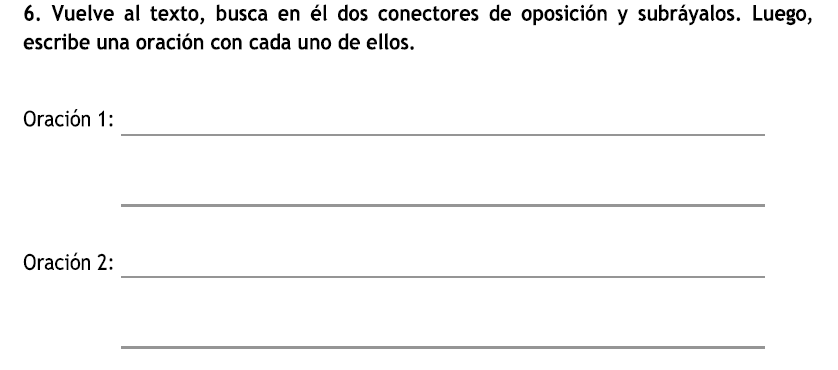 6. Vuelve al texto, busca en él dos conectores de oposición y subráyalos. Luego,
escribe una oración con cada uno de ellos.
Oración 1:
Oración 2: